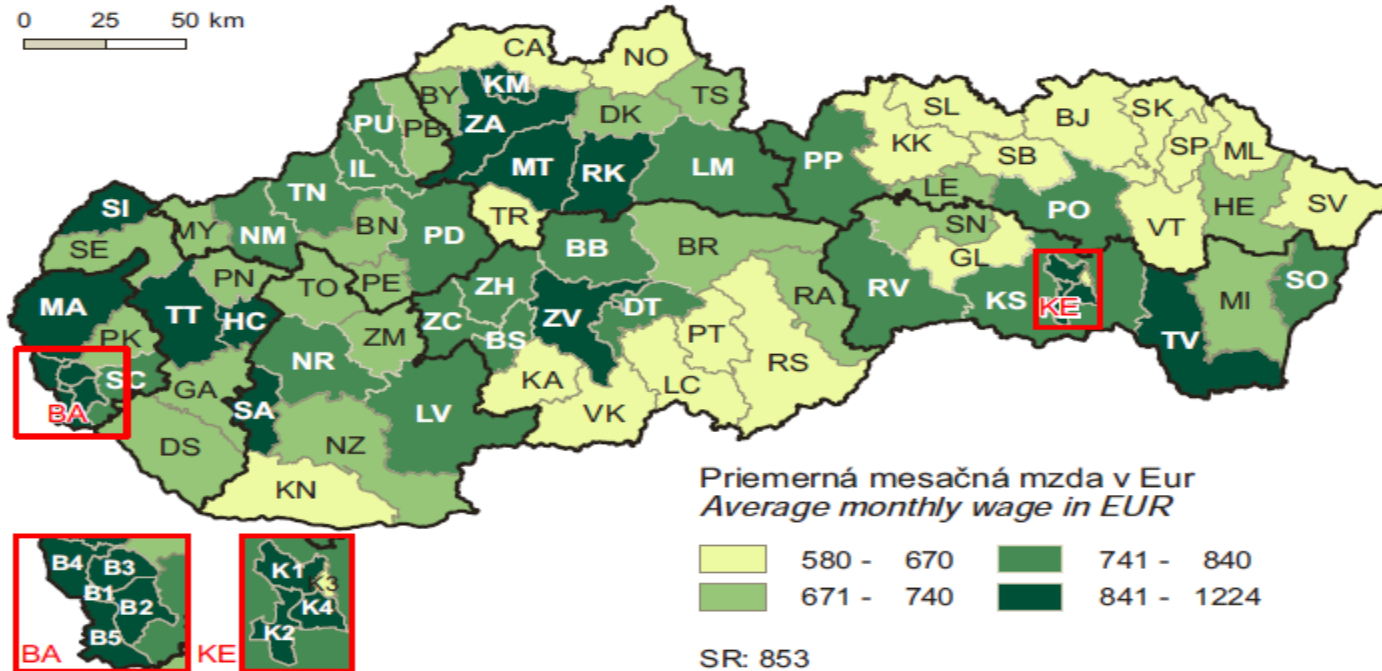 0 25 50 km
CA NO
BY KM DK TS
PU PB ZA SL BJ SK
IL MT RK LM PP KK SB SP ML
TN LE PO HE SV
SI MY NM BN PD TR BB BR SN VT
SE PN TO PE ZH GL SO
MA TT HC ZC BS ZV DT RA RV KS KE MI
PK NR ZM PT TV
SC GA KA LC RS
BA SA LV VK
DS NZ
KN
Priemerná mesačná mzda v Eur
Average monthly wage in EUR
580 - 670 741 - 840
671 - 740 841 - 1224
SR: 853
B4 B3
B1 B2
B5
BA
K1
K3
K4
K2
KE